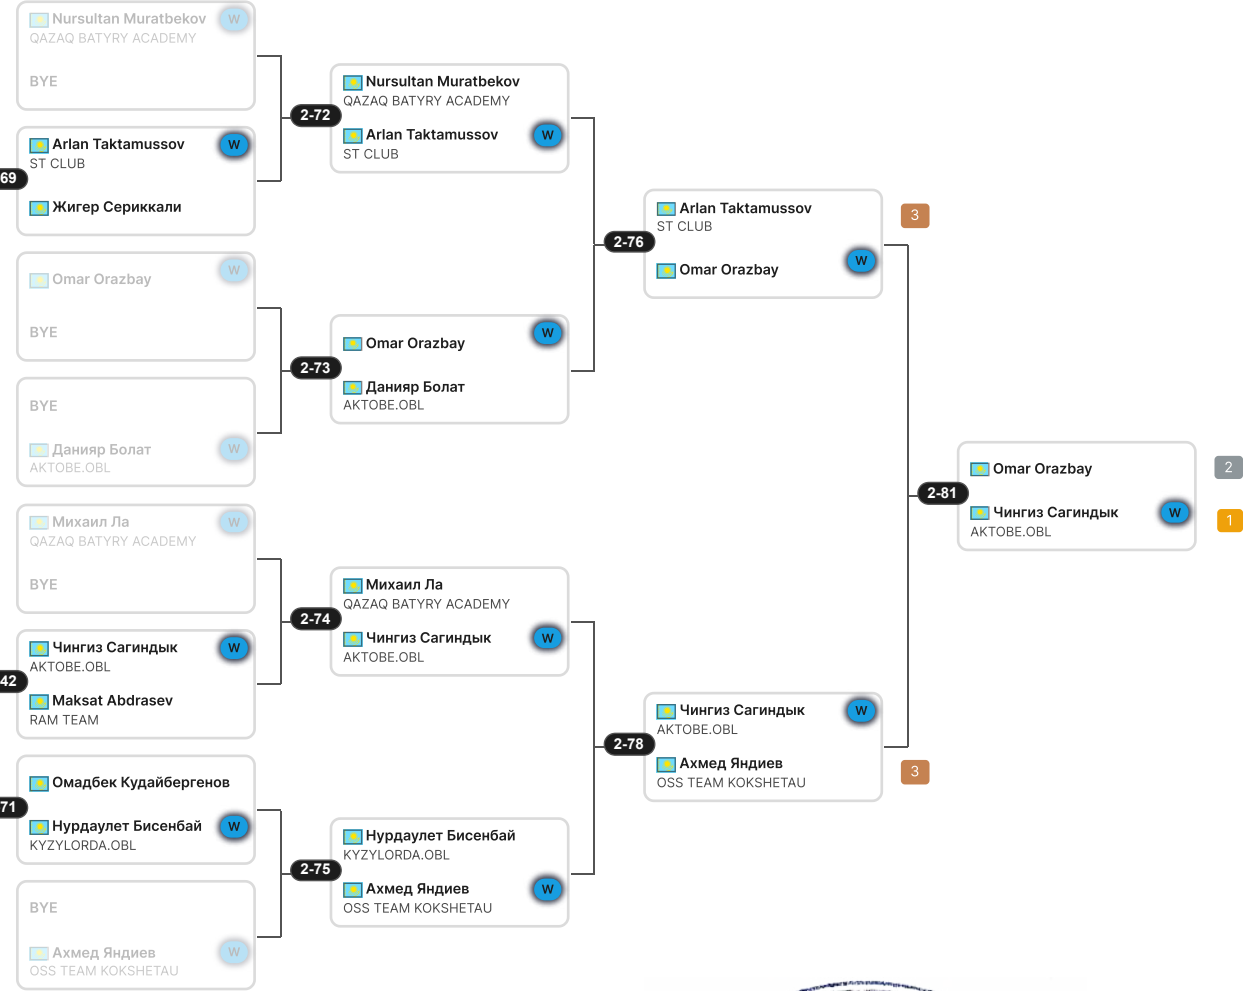 Nursultan Muratbekov W
QAZAQ BATYRY ACADEMY
BYE
Arlan Taktamussov W
ST CLUB
69
Жигер Сериккали
Omar Orazbay W
BYE
BYE
Данияр Болат W
AKTOBE.OBL
Михаил Ла W
QAZAQ BATYRY ACADEMY
BYE
Чингиз Сагиндык W
AKTOBE.OBL
42
Maksat Abdrasev
RAM TEAM
Омадбек Кудайбергенов
71
Нурдаулет Бисенбай W
KYZYLORDA.OBL
BYE
Ахмед Яндиев W
OSS TEAM KOKSHETAU
Nursultan Muratbekov
QAZAQ BATYRY ACADEMY
2-72
Arlan Taktamussov W
ST CLUB
Omar Orazbay W
2-73
Данияр Болат
AKTOBE.OBL
Михаил Ла
QAZAQ BATYRY ACADEMY
2-74
Чингиз Сагиндык W
AKTOBE.OBL
Нурдаулет Бисенбай
KYZYLORDA.OBL
2-75
Ахмед Яндиев W
OSS TEAM KOKSHETAU
Arlan Taktamussov 3
ST CLUB
2-76
Omar Orazbay W
Чингиз Сагиндык W
AKTOBE.OBL
2-78
Ахмед Яндиев 3
OSS TEAM KOKSHETAU
Omar Orazbay 2
2-81
Чингиз Сагиндык W 1
AKTOBE.OBL